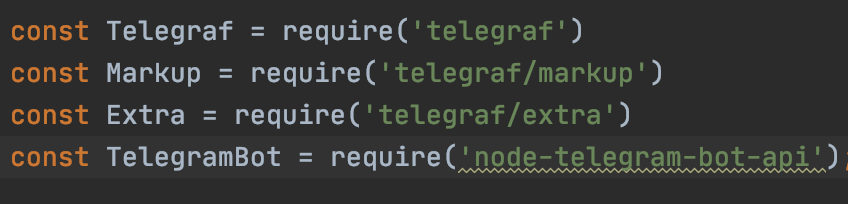 const Telegraf = require('telegraf')
const Markup = require('telegraf/markup')
const Extra = require('telegraf/extra')
const TelegramBot = require('node-telegram-bot-api');